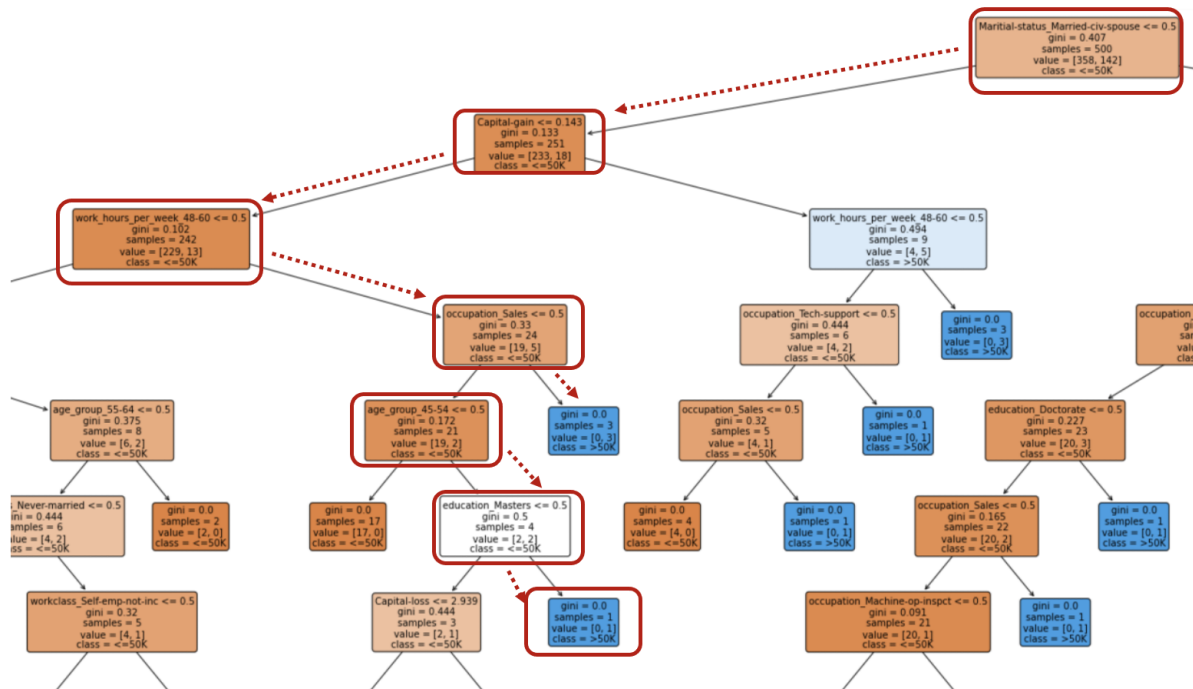 Maritial-status_Married-civ-spouse <= 0.5
gini = 0.407
samples = 500
value = [358, 142]
class = <=50K
Capital-gain <= 0.143
gini = 0.133
samples = 251
value = [233, 18]
class = <=50K
work_hours_per_week_48-60 <= 0.5
gini = 0.102
samples = 242
value = [229, 13]
class = <=50K
work_hours_per_week_48-60 <= 0.5
gini = 0.494
samples = 9
value = [4, 5]
class = >50K
occupation_Sales <= 0.5
gini = 0.33
samples = 24
value = [19, 5]
class = <=50K
occupation_Tech-support <= 0.5
gini = 0.444
samples = 6
value = [4, 2]
class = <=50K
gini = 0.0
samples = 3
value = [0, 3]
class = >50K
occupation_
age_group_55-64 <= 0.5
gini = 0.375
samples = 8
value = [6, 2]
class = <=50K
age_group_45-54 <= 0.5
gini = 0.172
samples = 21
value = [19, 2]
class = <=50K
gini = 0.0
samples = 3
value = [0, 3]
class = >50K
occupation_Sales <= 0.5
gini = 0.32
samples = 5
value = [4, 1]
class = <=50K
gini = 0.0
samples = 1
value = [0, 1]
class = >50K
education_Doctorate <= 0.5
gini = 0.227
samples = 23
value = [20, 3]
class = <=50K
s_Never-married <= 0.5
= 0.444
amples = 6
alue = [4, 2]
ss = <=50K
gini = 0.0
samples = 2
value = [2, 0]
class = <=50K
gini = 0.0
samples = 17
value = [17, 0]
class = <=50K
education_Masters <= 0.5
gini = 0.5
samples = 4
value = [2, 2]
class = <=50K
gini = 0.0
samples = 4
value = [4, 0]
class = <=50K
gini = 0.0
samples = 1
value = [0, 1]
class = >50K
occupation_Sales <= 0.5
gini = 0.165
samples = 22
value = [20, 2]
class = <=50K
gini = 0.0
samples = 1
value = [0, 1]
class = >50K
workclass_Self-emp-not-inc <= 0.5
gini = 0.32
samples = 5
value = [4, 1]
class = <=50K
Capital-loss <= 2.939
gini = 0.444
samples = 3
value = [2, 1]
class = <=50K
gini = 0.0
samples = 1
value = [0, 1]
class = >50K
occupation_Machine-op-inspct <= 0.5
gini = 0.091
samples = 21
value = [20, 1]
class = <=50K
gini = 0.0
samples = 1
value = [0, 1]
class = >50K